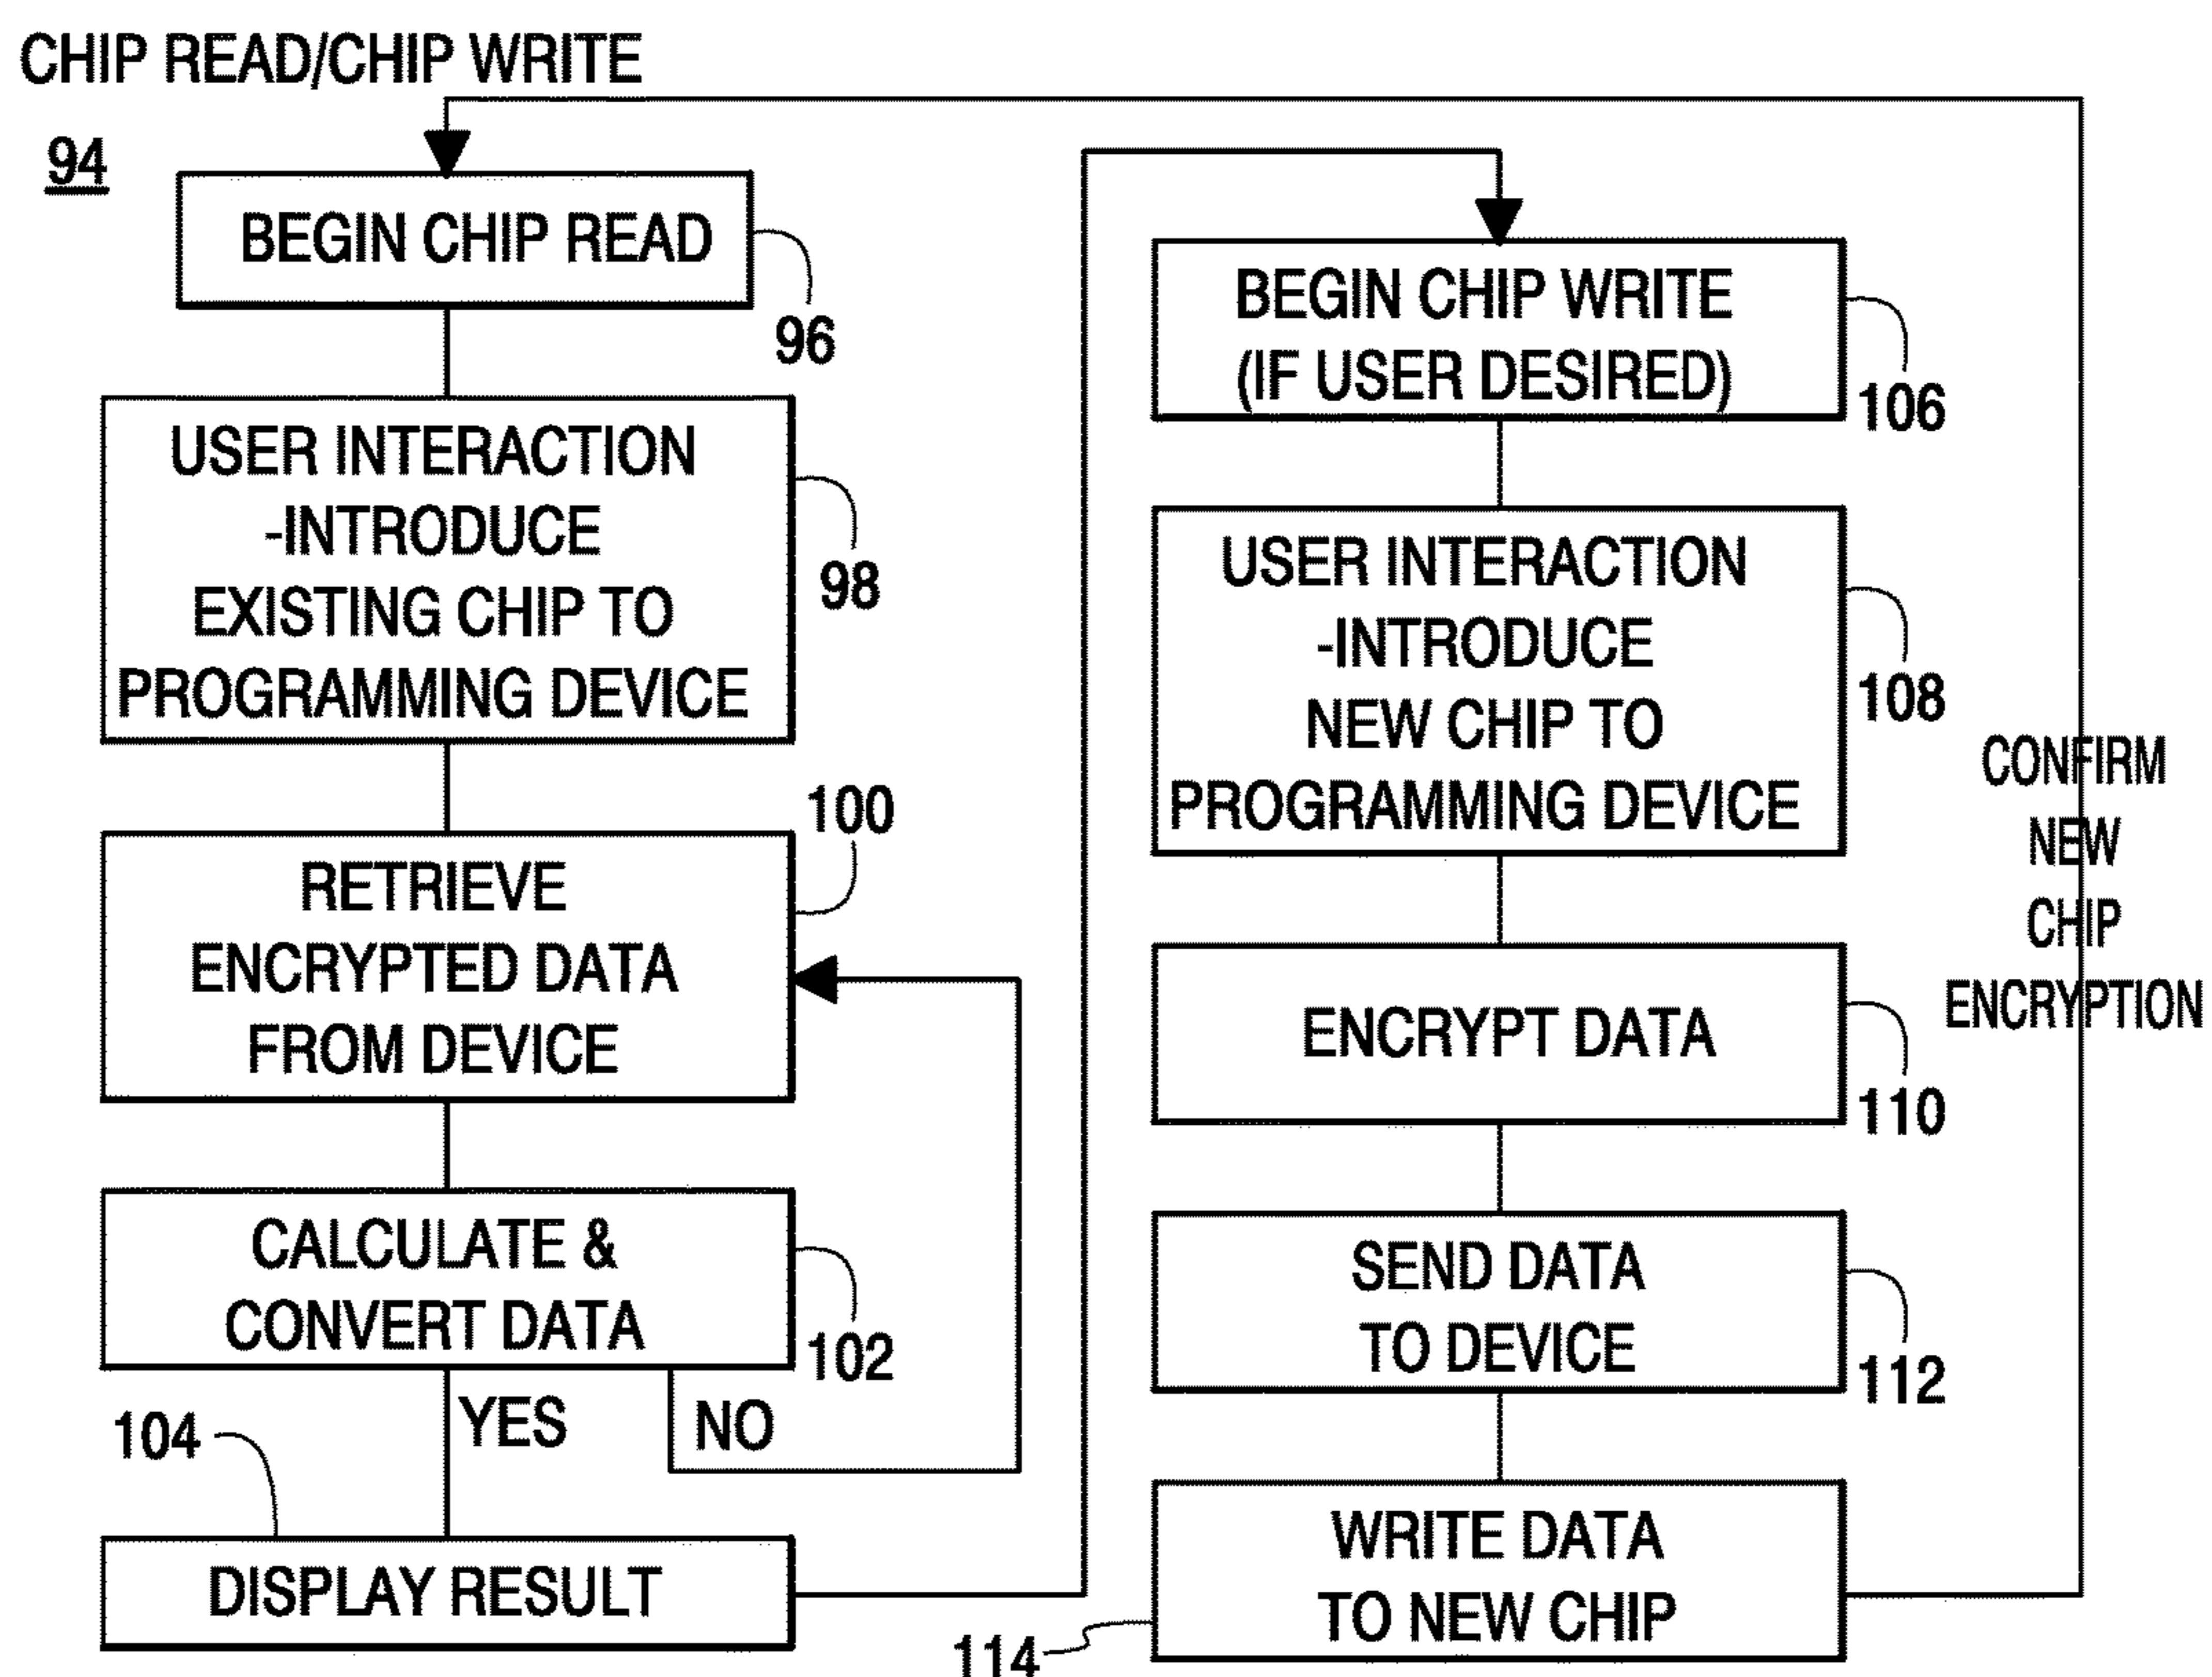 CHIP READ/CHIP WRITE
94
BEGIN CHIP READ
96
USER INTERACTION
-INTRODUCE
EXISTING CHIP TO
PROGRAMMING DEVICE
98
100
RETRIEVE
ENCRYPTED DATA
FROM DEVICE
CALCULATE &
CONVERT DATA
102
YES
NO
104
DISPLAY RESULT
BEGIN CHIP WRITE
(IF USER DESIRED)
106
USER INTERACTION
-INTRODUCE
NEW CHIP TO
PROGRAMMING DEVICE
108
ENCRYPT DATA
110
SEND DATA
TO DEVICE
112
WRITE DATA
TO NEW CHIP
114
CONFIRM
NEW
CHIP
ENCRYPTION